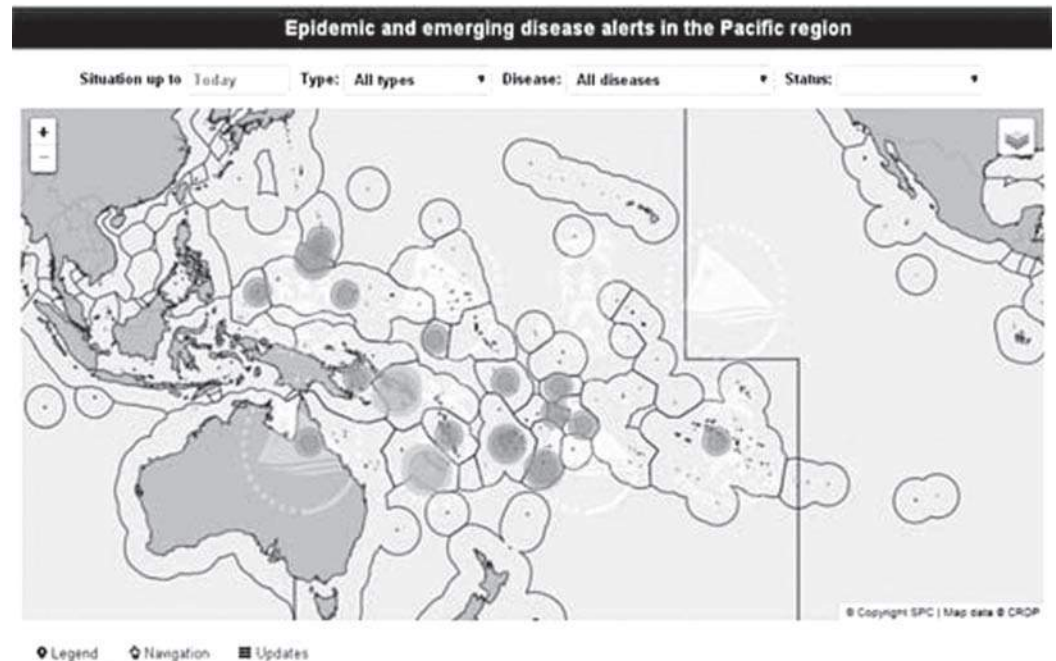 Epidemic and emerging disease alerts in the Pacific region
Situation up to Today Type: All types Disease: All diseases Status:
+
−
© Copyright SPC | Map data © CROP
Legend Navigation Updates